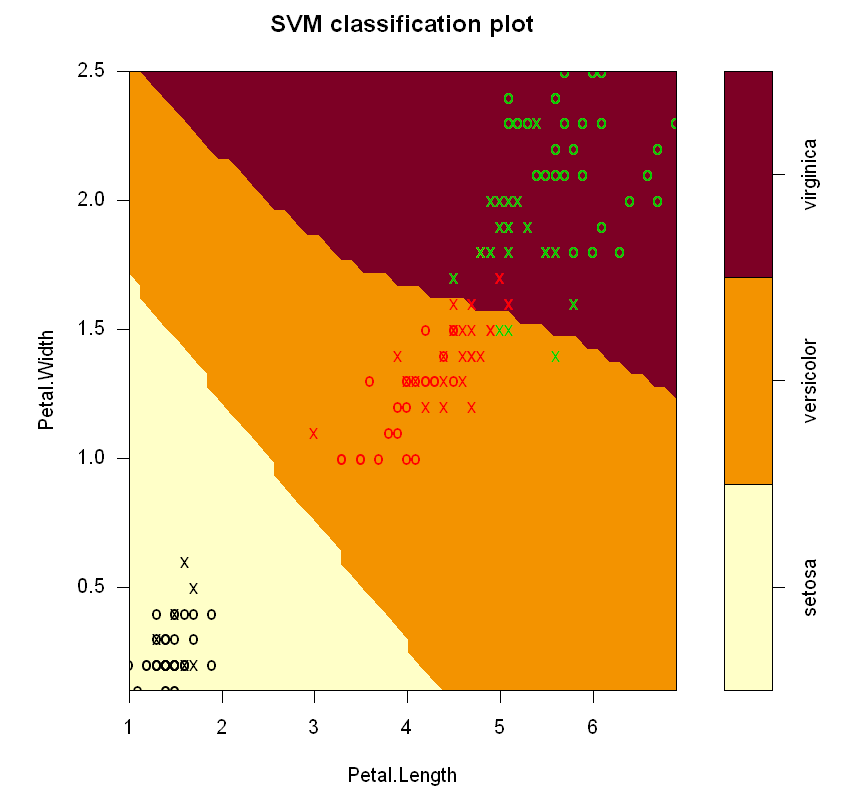 SVM classification plot
2.5
2.0
1.5
1.0
0.5
Petal.Width
1 2 3 4 5 6
Petal.Length
virginica
versicolor
setosa